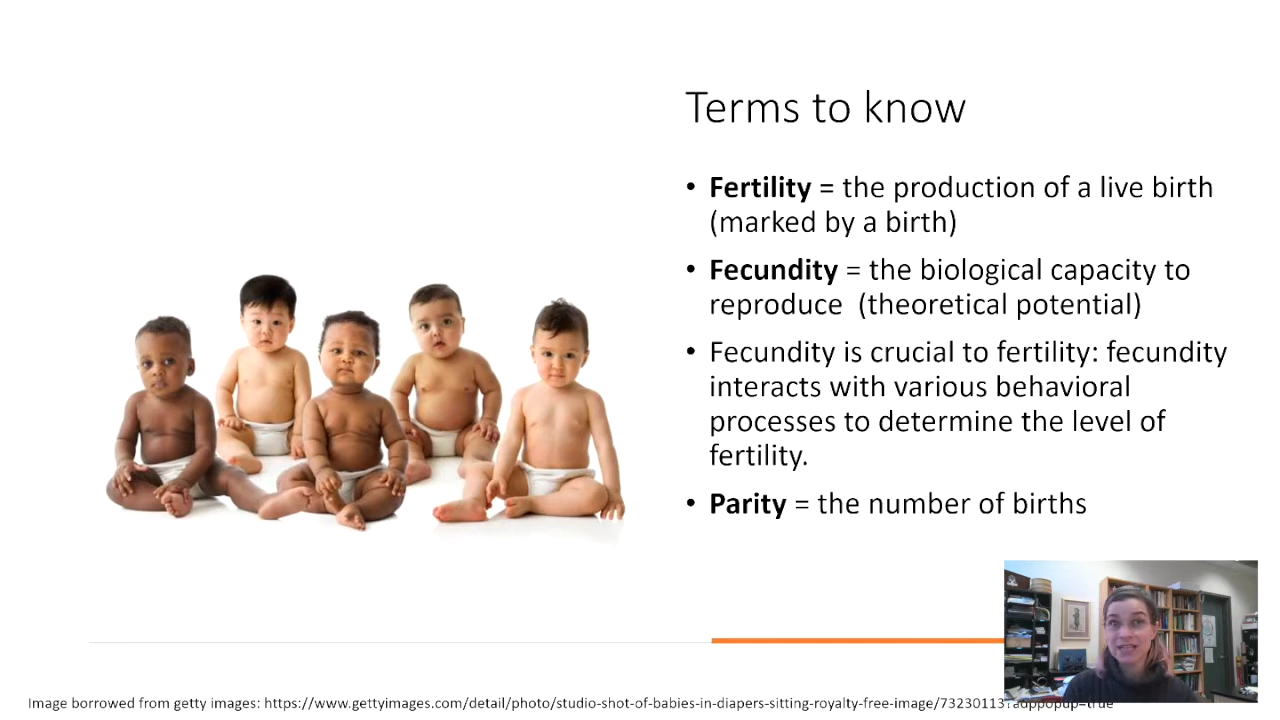 Terms to know
• Fertility = the production of a live birth
(marked by a birth)
• Fecundity = the biological capacity to
reproduce (theoretical potential)
• Fecundity is crucial to fertility: fecundity
interacts with various behavioral
processes to determine the level of
fertility.
• Parity = the number of births
Image borrowed from getty images: https://www.gettyimages.com/detail/photo/studio-shot-of-babies-in-diapers-sitting-royalty-free-image/73230113?adppopup=true